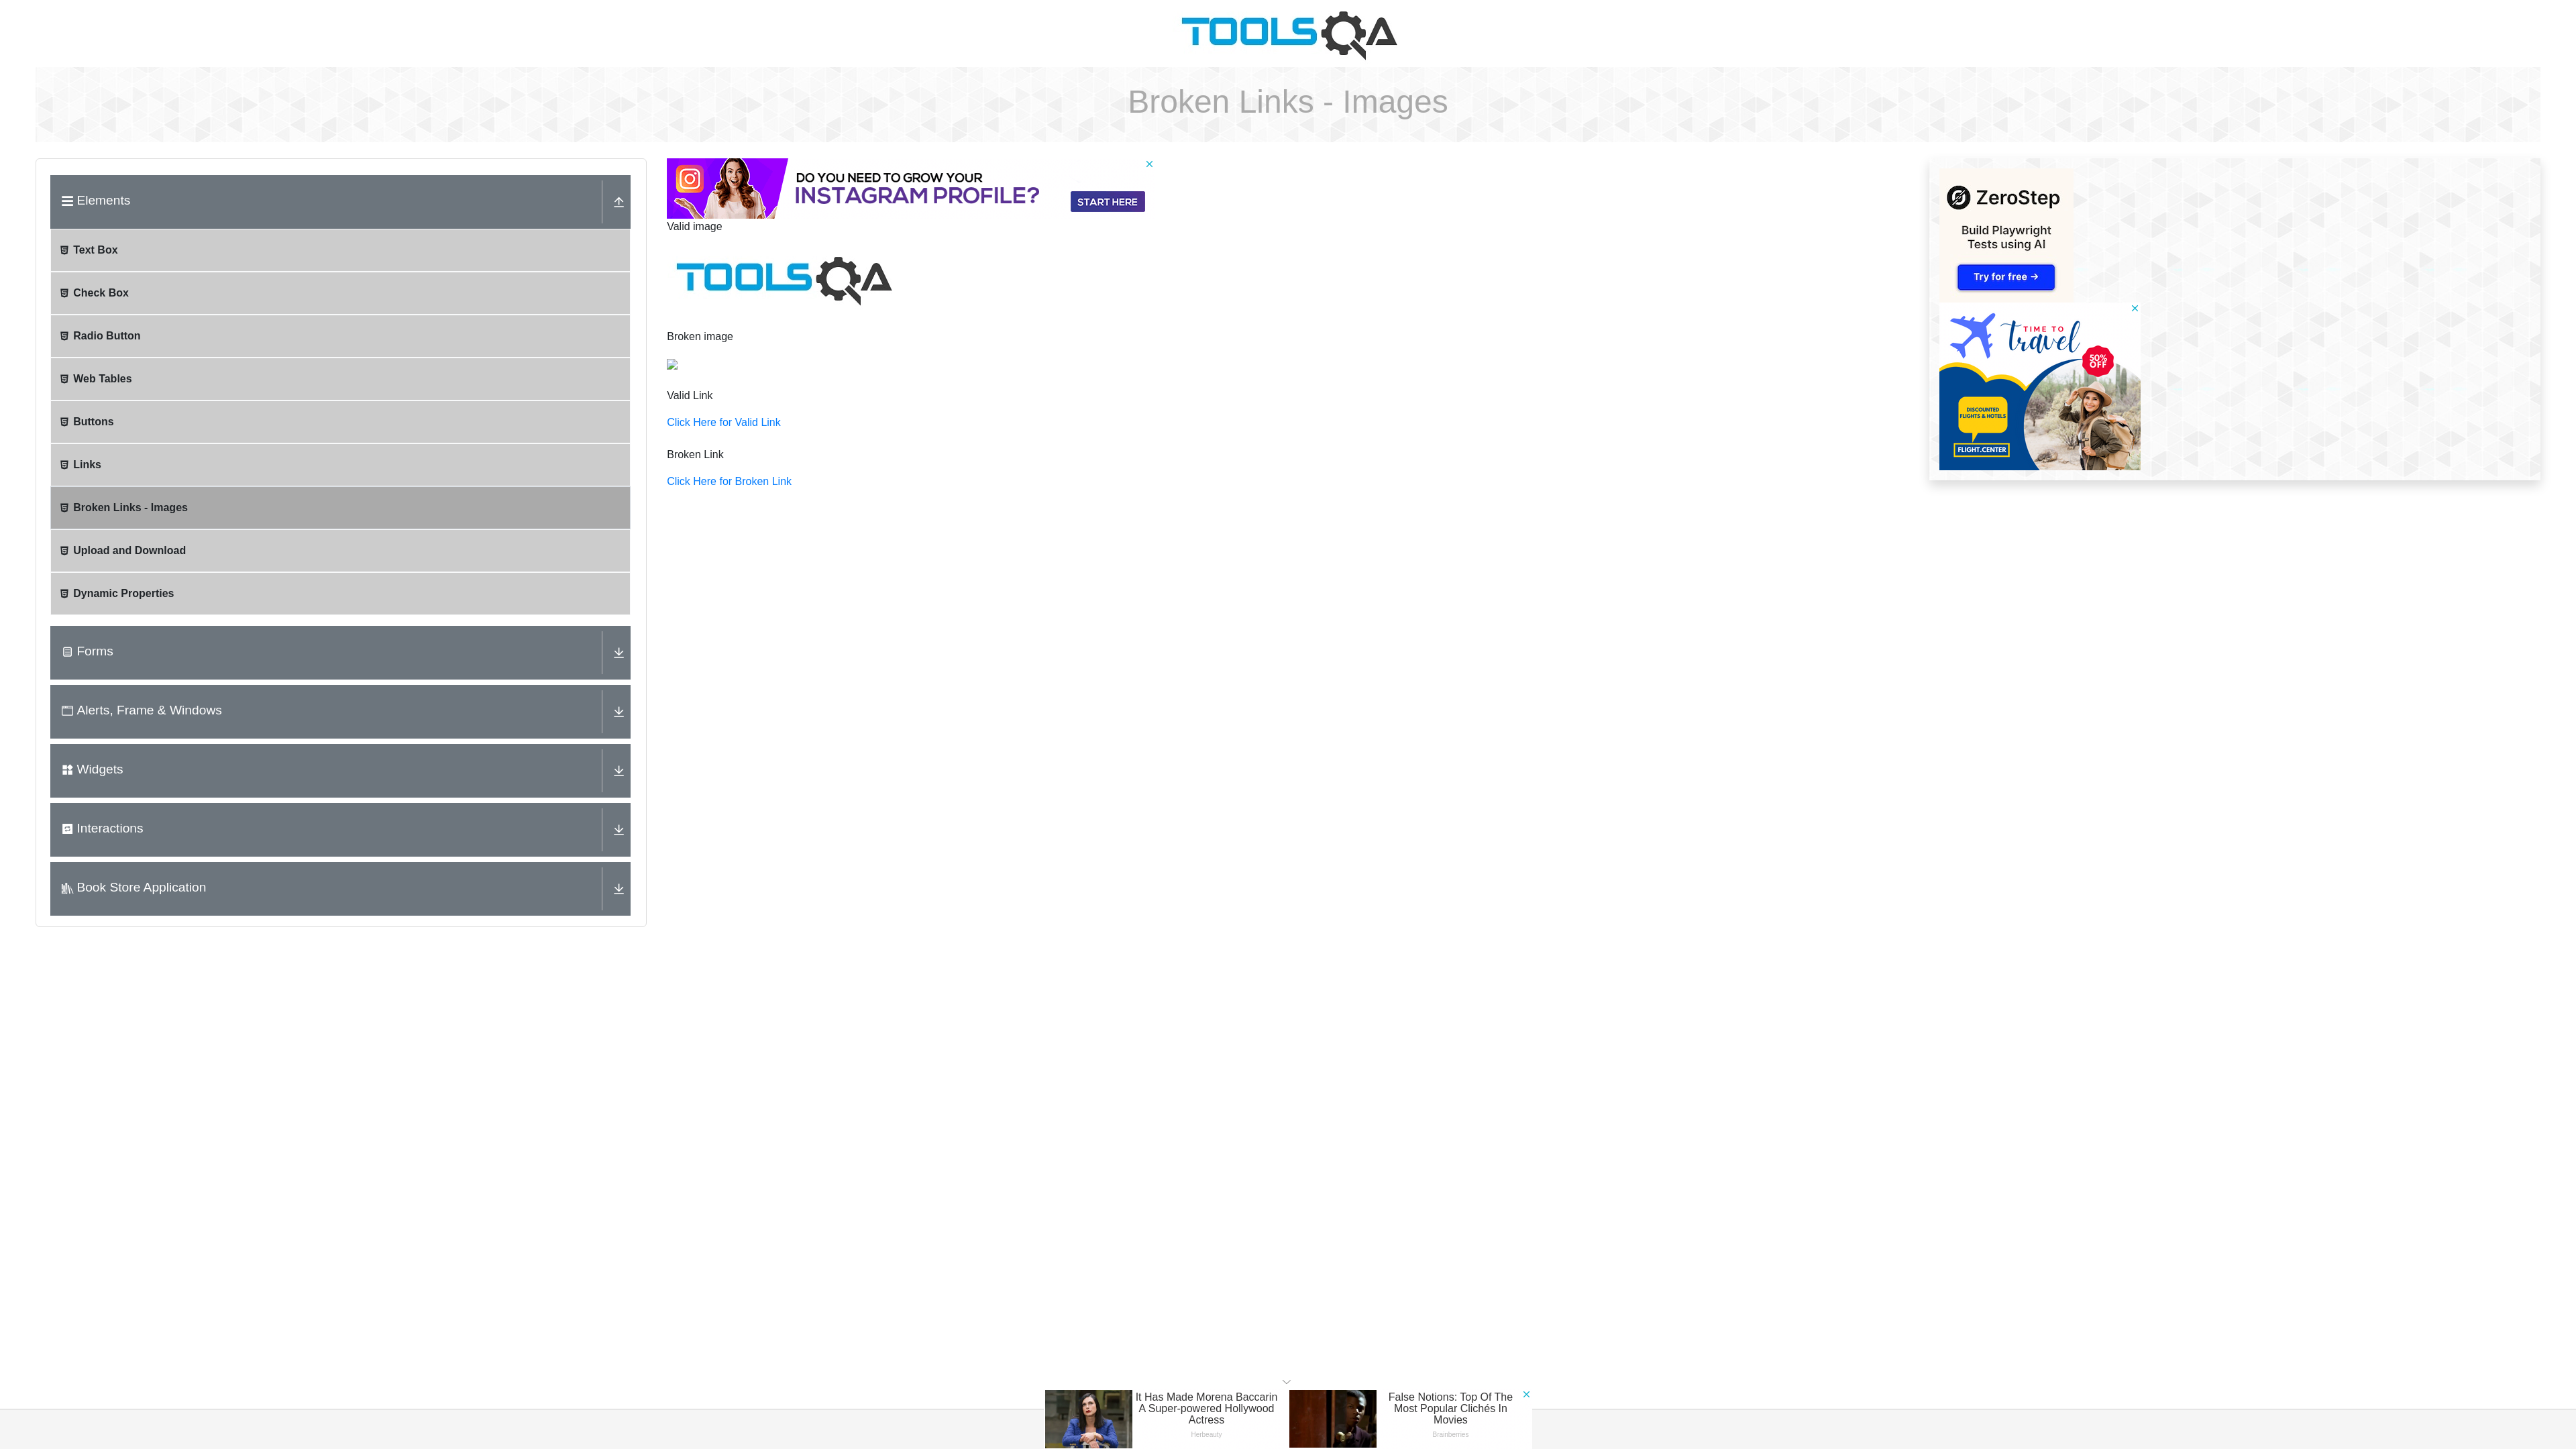 TOOLSQA
Broken Links - Images
Elements
Text Box
Check Box
Radio Button
Web Tables
Buttons
Links
Broken Links - Images
Upload and Download
Dynamic Properties
Forms
Alerts, Frame & Windows
Widgets
Interactions
Book Store Application
DO YOU NEED TO GROW YOUR
INSTAGRAM PROFILE?
START HERE
Valid image
TOOLSQA
Broken image
Valid Link
Click Here for Valid Link
Broken Link
Click Here for Broken Link
ZeroStep
Build Playwright
Tests using AI
Try for free →
TIME TO
travel
50%
OFF
DISCOUNTED
FLIGHTS & HOTELS
FLIGHT.CENTER
It Has Made Morena Baccarin
A Super-powered Hollywood
Actress
Herbeauty
False Notions: Top Of The
Most Popular Clichés In
Movies
Brainberries